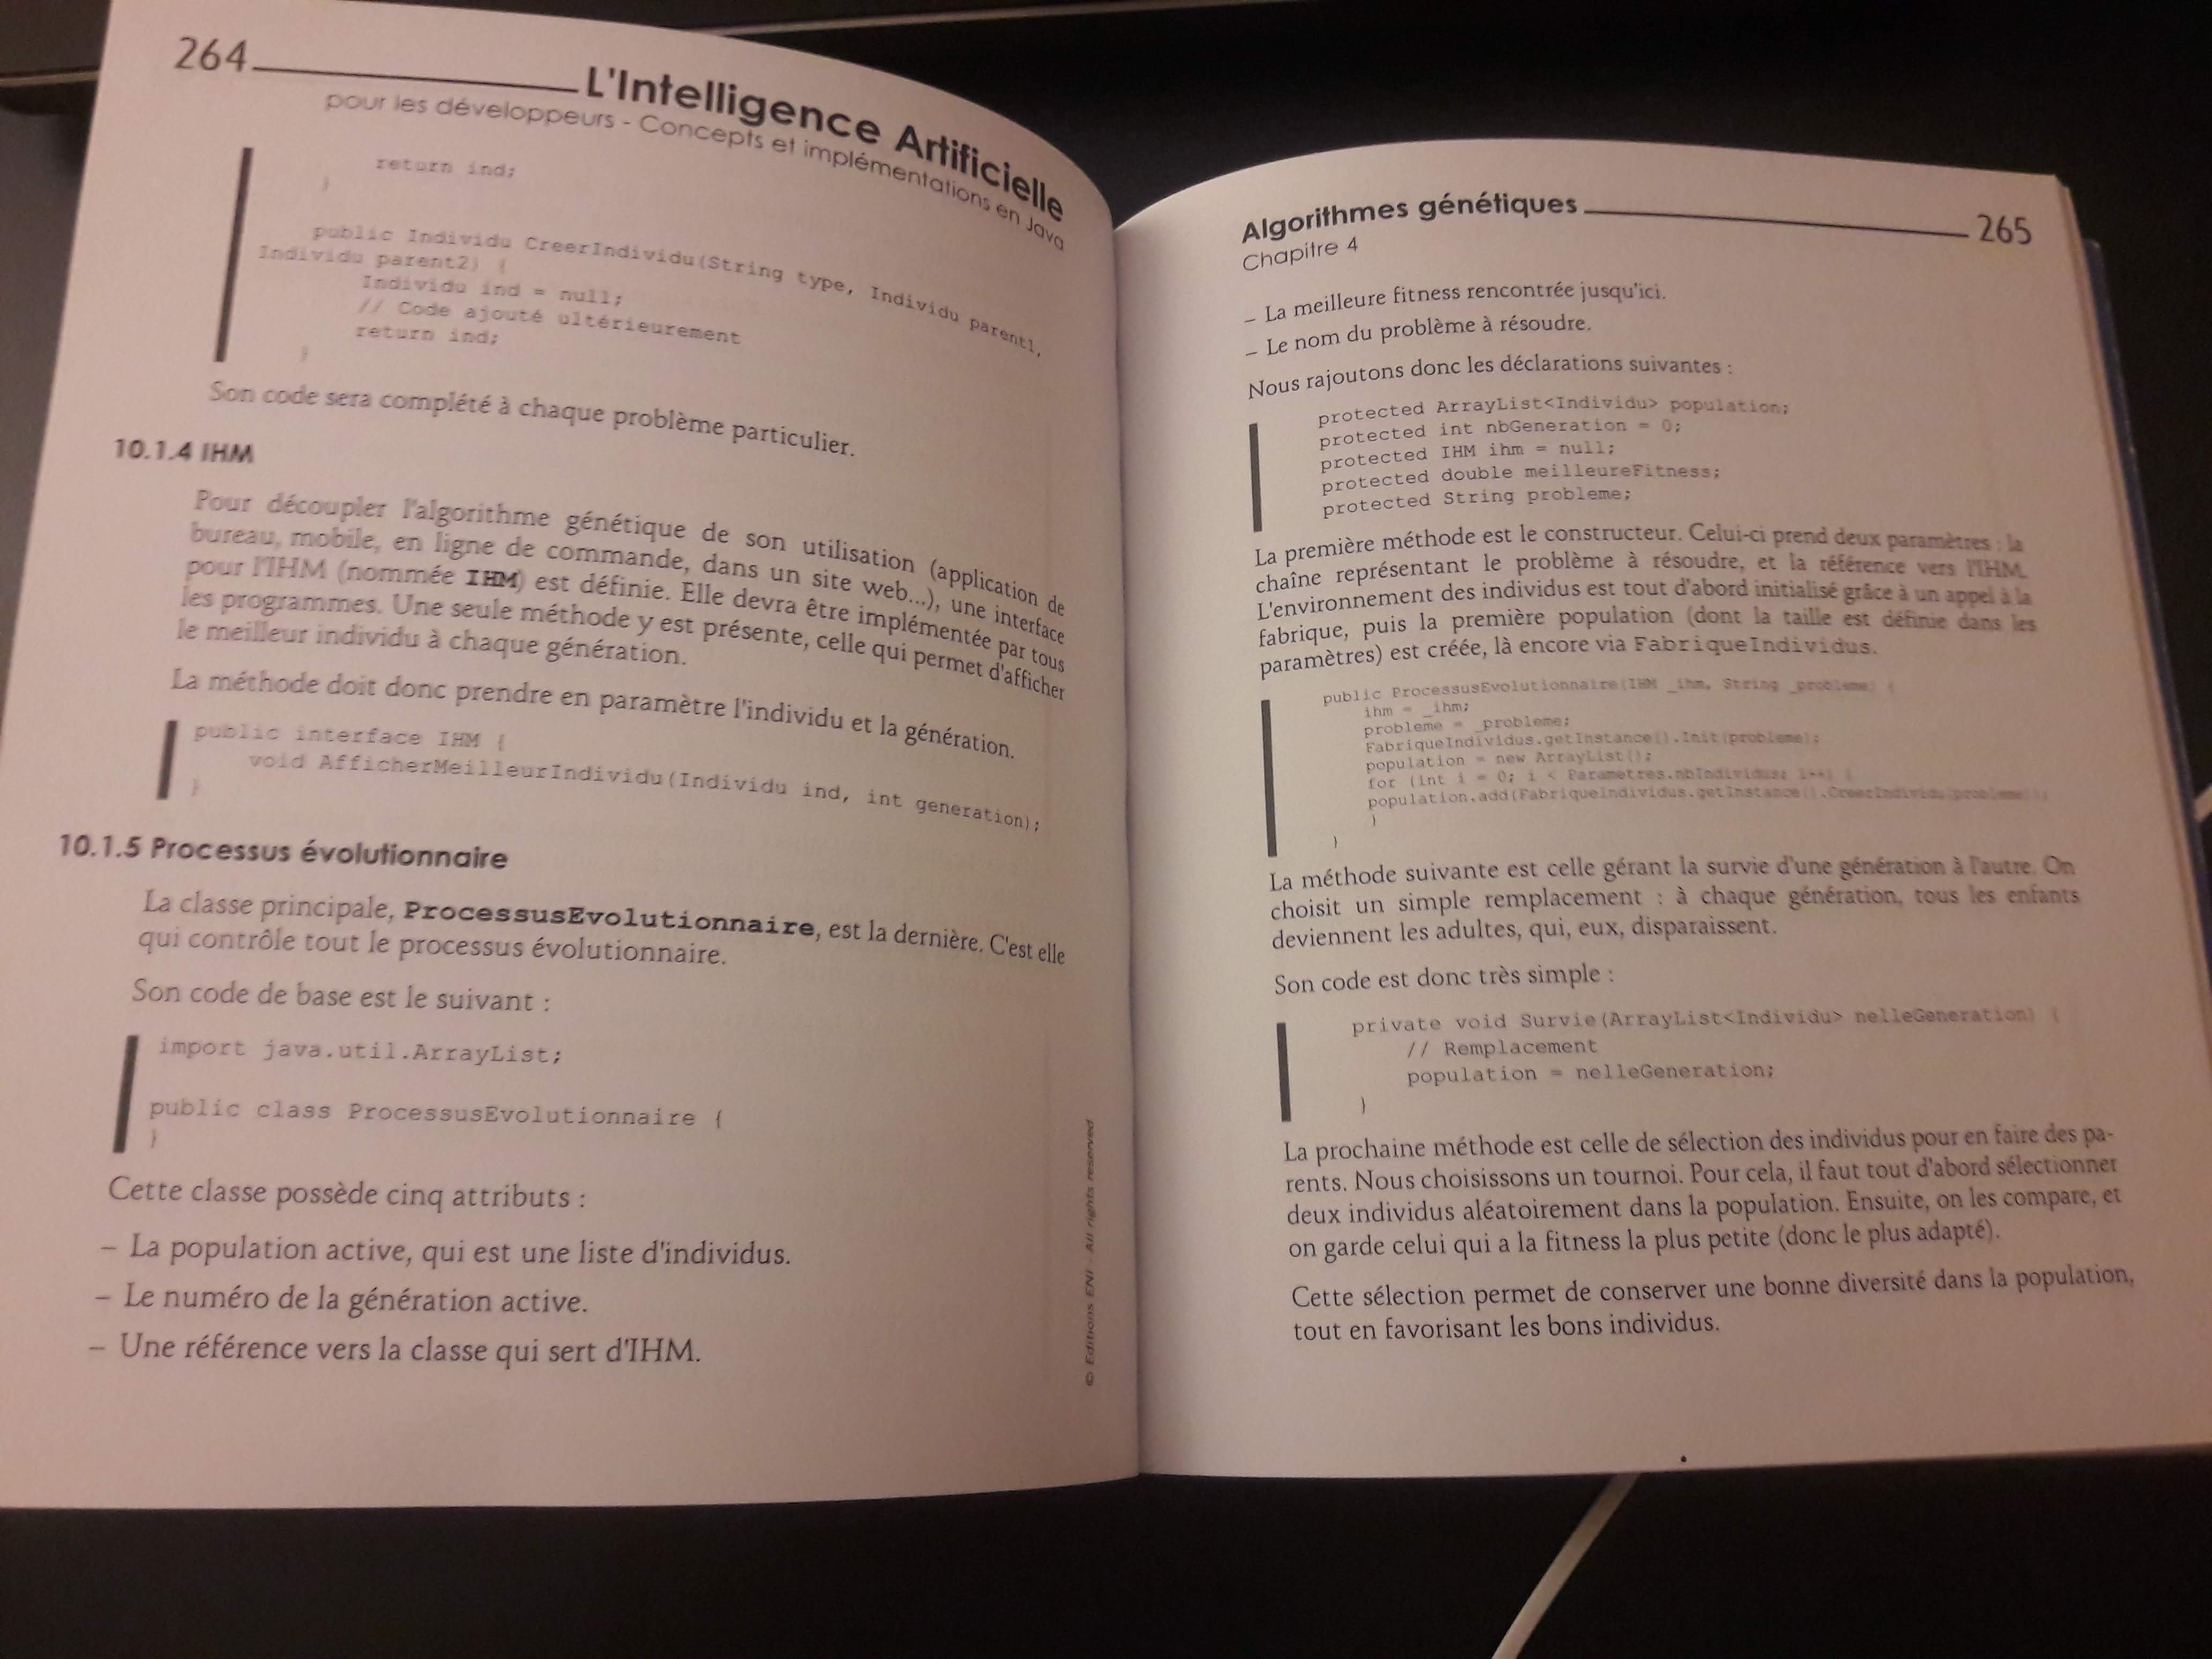 264
L'Intelligence Artificielle
pour les développeurs - Concepts et implémentations en Java
return ind;
}
public Individu CreerIndividu(String type, Individu parent1,
Individu parent2) {
Individu ind = null;
// Code ajouté ultérieurement
return ind;
}
Son code sera complété à chaque problème particulier.
10.1.4 IHM
Pour découpler l'algorithme génétique de son utilisation (application de
bureau, mobile, en ligne de commande, dans un site web...), une interface
pour l'IHM (nommée IHM) est définie. Elle devra être implémentée par tous
les programmes. Une seule méthode y est présente, celle qui permet d'afficher
le meilleur individu à chaque génération.
La méthode doit donc prendre en paramètre l'individu et la génération.
public interface IHM {
void AfficherMeilleurIndividu(Individu ind, int generation);
}
10.1.5 Processus évolutionnaire
La classe principale, ProcessusEvolutionnaire, est la dernière. C'est elle
qui contrôle tout le processus évolutionnaire.
Son code de base est le suivant :
import java.util.ArrayList;
public class ProcessusEvolutionnaire {
}
Cette classe possède cinq attributs :
– La population active, qui est une liste d'individus.
– Le numéro de la génération active.
– Une référence vers la classe qui sert d'IHM.
© Editions ENI - All rights reserved
Algorithmes génétiques
265
Chapitre 4
– La meilleure fitness rencontrée jusqu'ici.
– Le nom du problème à résoudre.
Nous rajoutons donc les déclarations suivantes :
protected ArrayList<Individu> population;
protected int nbGeneration = 0;
protected IHM ihm = null;
protected double meilleureFitness;
protected String probleme;
La première méthode est le constructeur. Celui-ci prend deux paramètres : la
chaîne représentant le problème à résoudre, et la référence vers l'IHM.
L'environnement des individus est tout d'abord initialisé grâce à un appel à la
fabrique, puis la première population (dont la taille est définie dans les
paramètres) est créée, là encore via FabriqueIndividus.
public ProcessusEvolutionnaire(IHM _ihm, String _probleme) {
ihm = _ihm;
probleme = _probleme;
FabriqueIndividus.getInstance().Init(probleme);
population = new ArrayList();
for (int i = 0; i < Parametres.nbIndividus; i++) {
population.add(FabriqueIndividus.getInstance().CreerIndividu(probleme));
}
}
La méthode suivante est celle gérant la survie d'une génération à l'autre. On
choisit un simple remplacement : à chaque génération, tous les enfants
deviennent les adultes, qui, eux, disparaissent.
Son code est donc très simple :
private void Survie(ArrayList<Individu> nelleGeneration) {
// Remplacement
population = nelleGeneration;
}
La prochaine méthode est celle de sélection des individus pour en faire des pa-
rents. Nous choisissons un tournoi. Pour cela, il faut tout d'abord sélectionner
deux individus aléatoirement dans la population. Ensuite, on les compare, et
on garde celui qui a la fitness la plus petite (donc le plus adapté).
Cette sélection permet de conserver une bonne diversité dans la population,
tout en favorisant les bons individus.